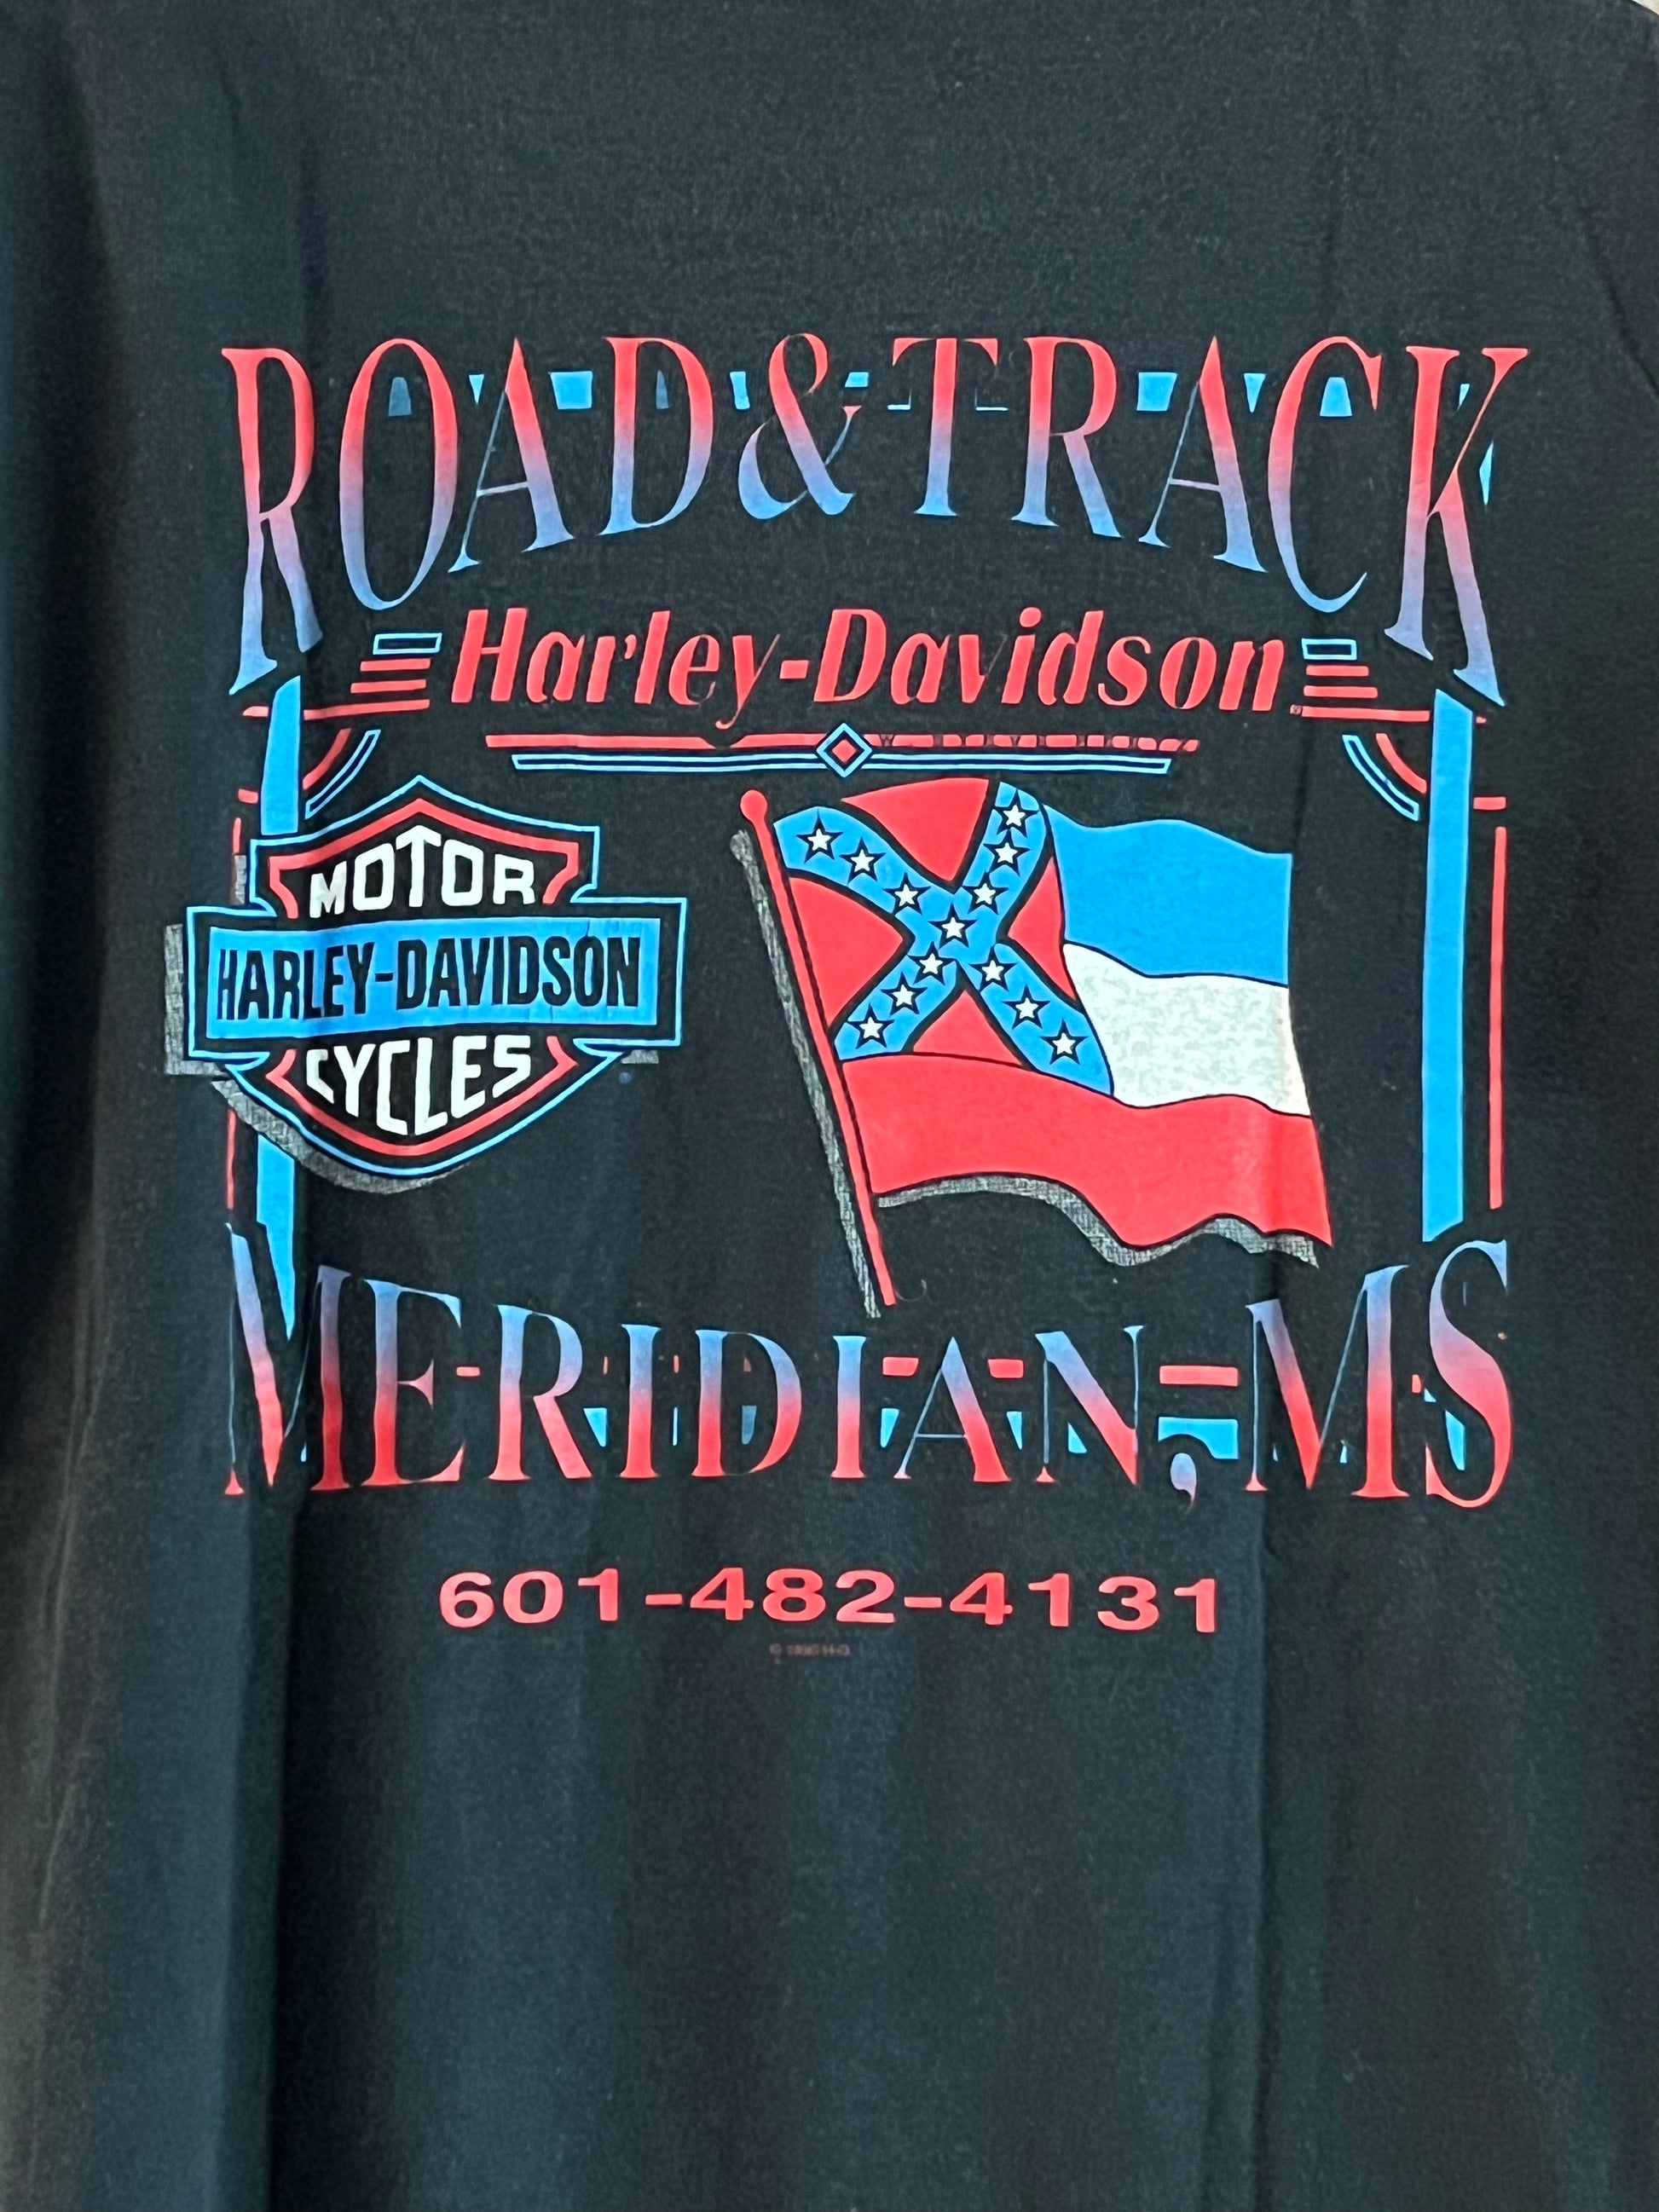 ROAD & TRACK
Harley-Davidson
MOTOR
HARLEY-DAVIDSON
CYCLES
MERIDIAN, MS
601-482-4131